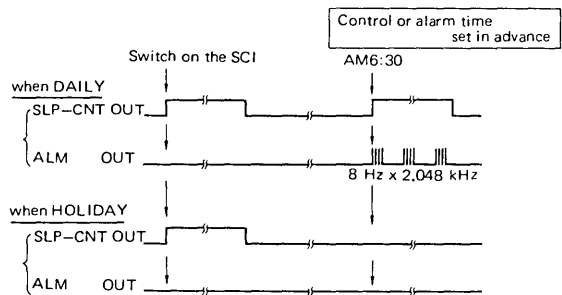 Control or alarm time
set in advance
Switch on the SCI
AM6:30
when DAILY
SLP-CNT OUT
ALM OUT
8 Hz x 2.048 kHz
when HOLIDAY
SLP-CNT OUT
ALM OUT